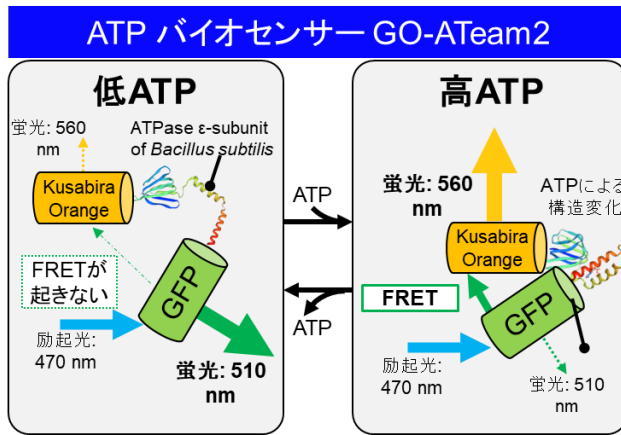 ATP バイオセンサー GO-ATeam2
低ATP
蛍光: 560
nm
ATPase ε-subunit
of Bacillus subtilis
Kusabira
Orange
FRETが
起きない
GFP
励起光:
470 nm
蛍光: 510
nm
ATP
ATP
高ATP
蛍光: 560
nm
ATPによる
構造変化
Kusabira
Orange
FRET
GFP
励起光:
470 nm
蛍光: 510
nm